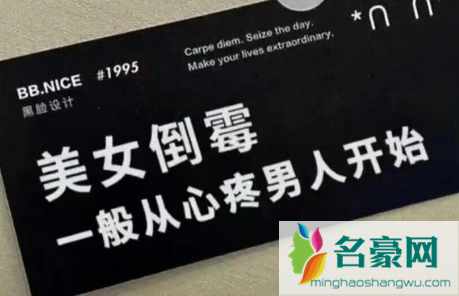 BB.NICE #1995
黑脸设计
Carpe diem. Seize the day.
Make your lives extraordinary.
美女倒霉
一般从心疼男人开始
名豪网
minghaoshangwu.com